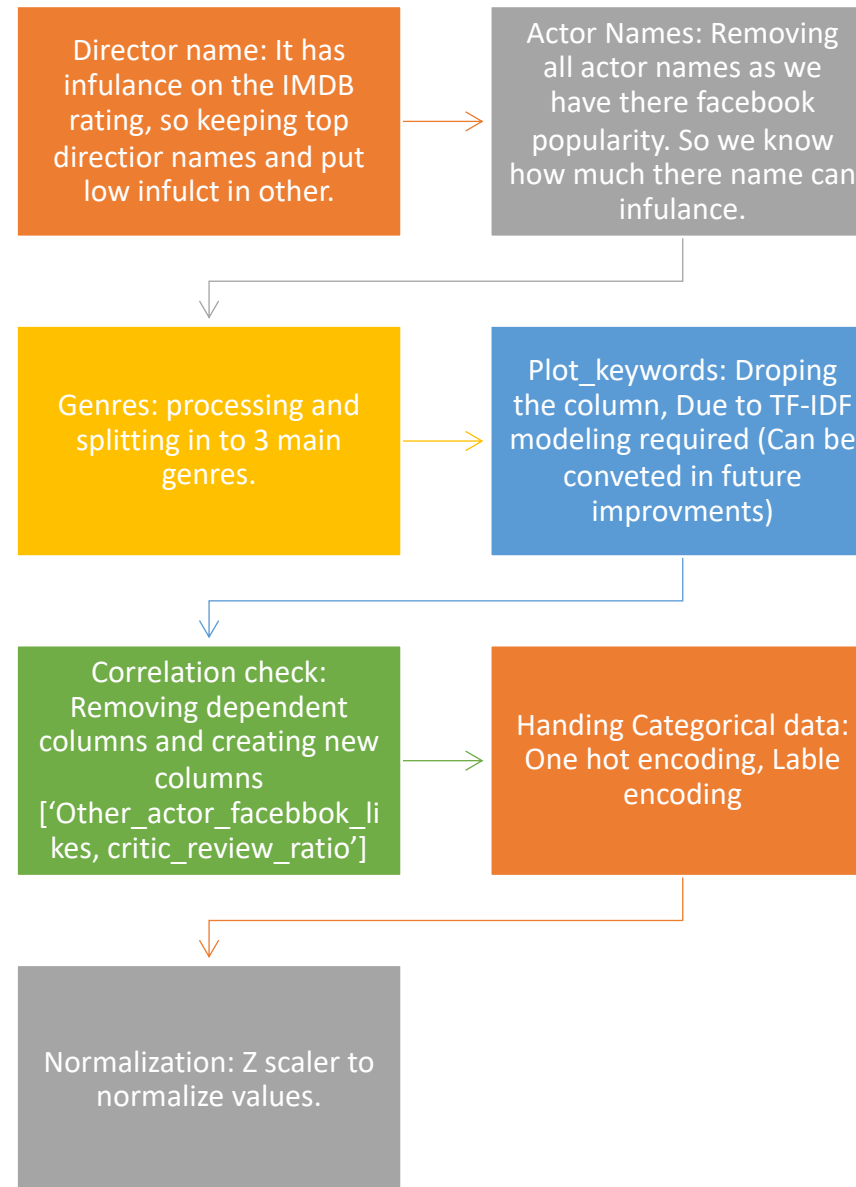 Director name: It has
infulance on the IMDB
rating, so keeping top
directior names and put
low infulct in other.
Actor Names: Removing
all actor names as we
have there facebook
popularity. So we know
how much there name can
infulance.
Genres: processing and
splitting in to 3 main
genres.
Plot_keywords: Droping
the column, Due to TF-IDF
modeling required (Can be
conveted in future
improvments)
Correlation check:
Removing dependent
columns and creating new
columns
[‘Other_actor_facebbok_li
kes, critic_review_ratio’]
Handing Categorical data:
One hot encoding, Lable
encoding
Normalization: Z scaler to
normalize values.